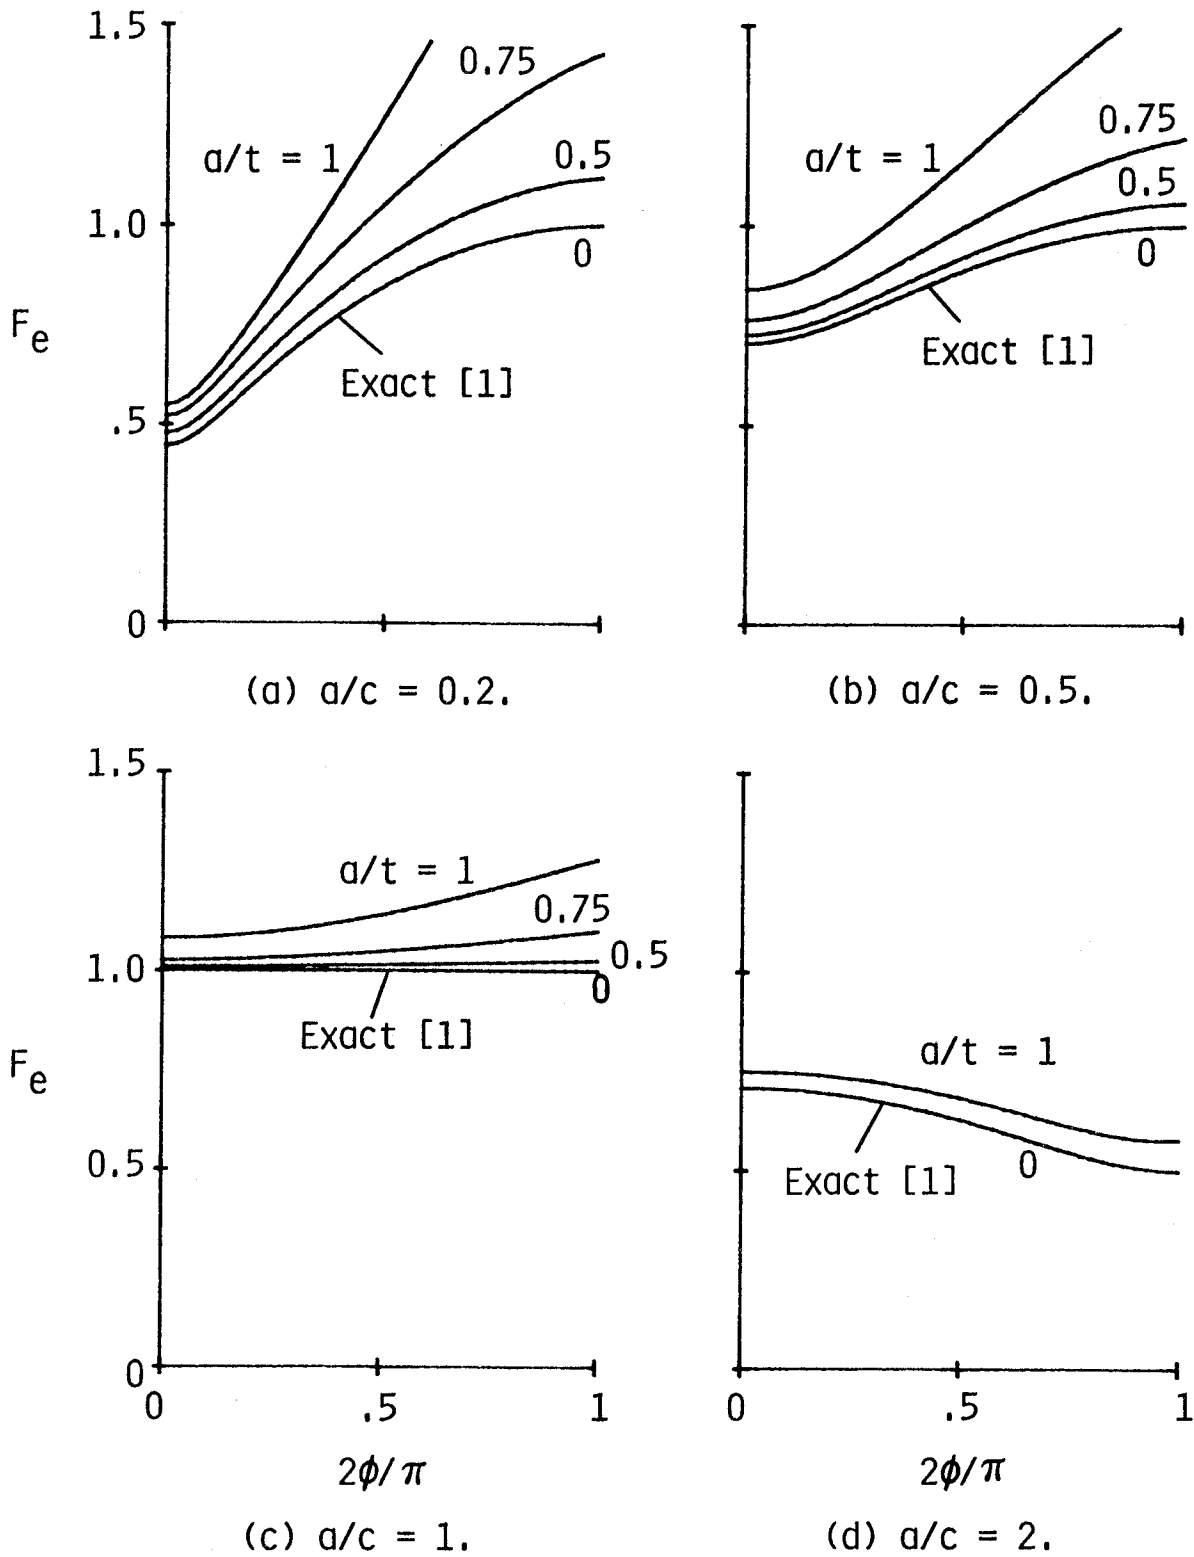 1.5
1.0
.5
0
F_e
a/t = 1
0.75
0.5
0
Exact [1]
(a) a/c = 0.2.
a/t = 1
0.75
0.5
0
Exact [1]
(b) a/c = 0.5.
1.5
1.0
0.5
0
F_e
a/t = 1
0.75
0.5
0
Exact [1]
0 .5 1
2ϕ/π
(c) a/c = 1.
a/t = 1
0
Exact [1]
0 .5 1
2ϕ/π
(d) a/c = 2.